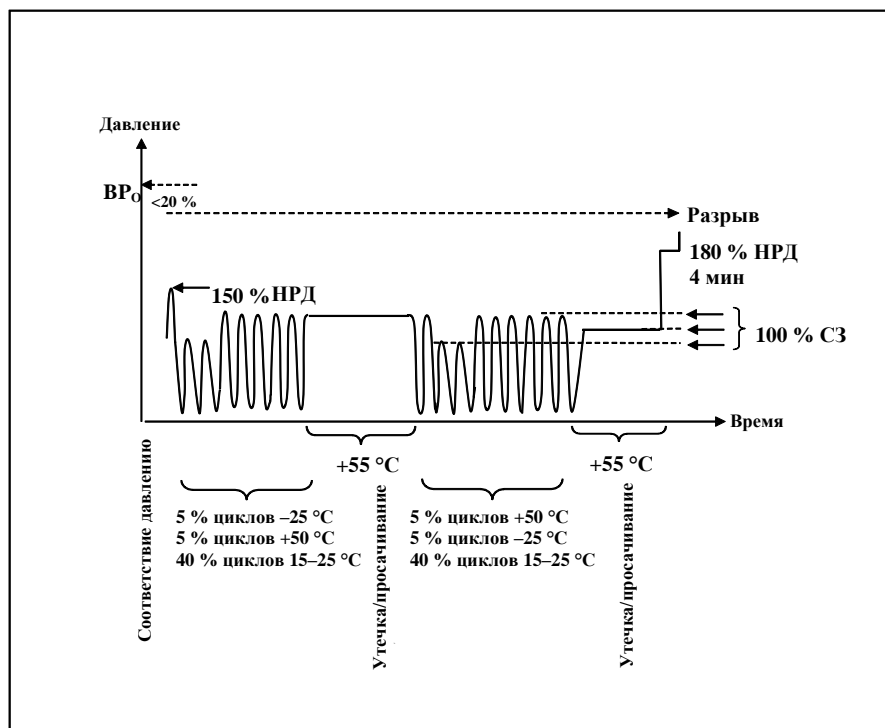 Давление
ВРО
<20 %
Разрыв
180 % НРД
4 мин
150 % НРД
100 % СЗ
Время
+55 °C
+55 °C
5 % циклов –25 °C
5 % циклов +50 °C
40 % циклов 15–25 °C
5 % циклов +50 °C
5 % циклов –25 °C
40 % циклов 15–25 °C
Соответствие давлению
Утечка/просачивание
Утечка/просачивание